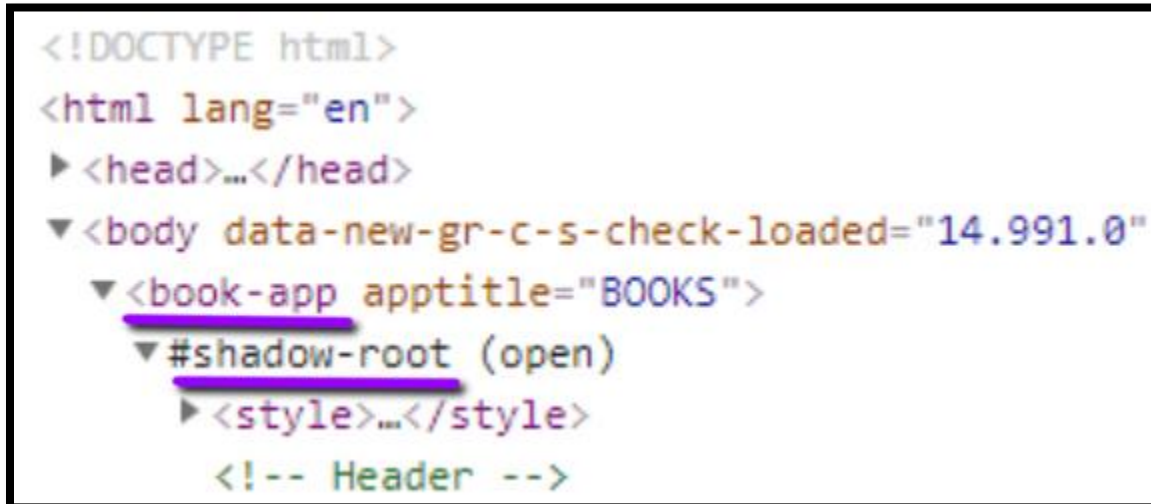 <!DOCTYPE html>
<html lang="en">
<head>…</head>
<body data-new-gr-c-s-check-loaded="14.991.0"
<book-app apptitle="BOOKS">
#shadow-root (open)
<style>…</style>
<!-- Header -->